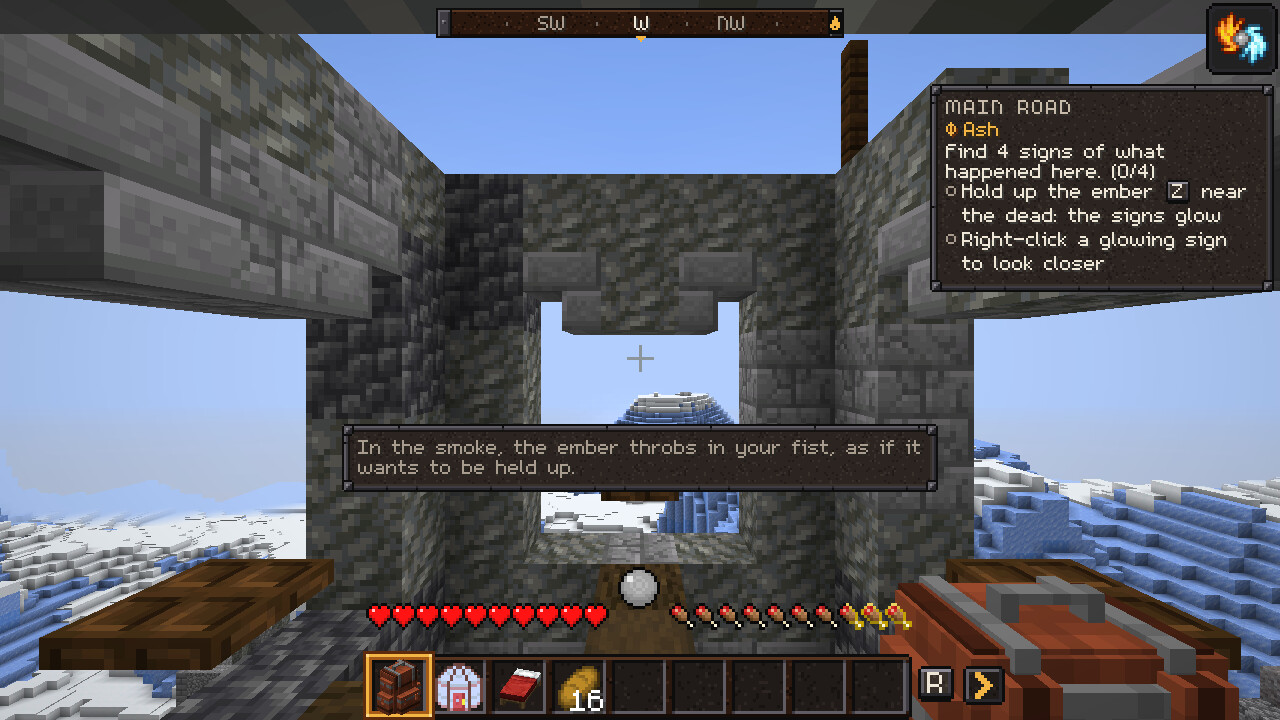 SW W NW
MAIN ROAD
Ash
Find 4 signs of what
happened here. (0/4)
Hold up the ember Z near
the dead: the signs glow
Right-click a glowing sign
to look closer
In the smoke, the ember throbs in your fist, as if it
wants to be held up.
16
R